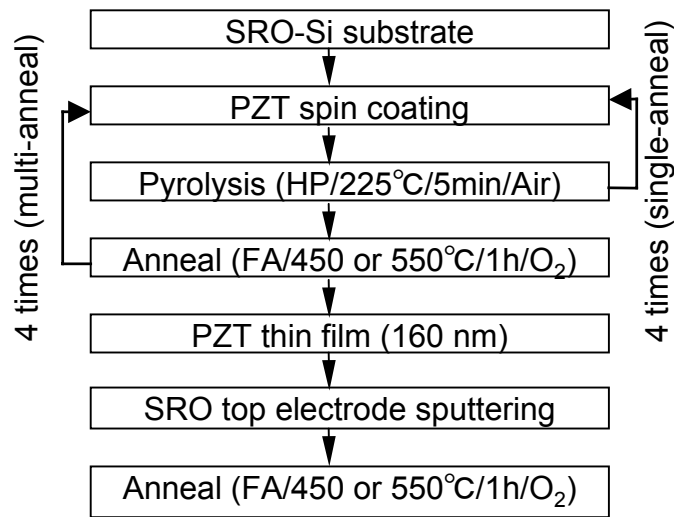 SRO-Si substrate
PZT spin coating
Pyrolysis (HP/225℃/5min/Air)
Anneal (FA/450 or 550℃/1h/O₂)
PZT thin film (160 nm)
SRO top electrode sputtering
Anneal (FA/450 or 550℃/1h/O₂)
4 times (multi-anneal)
4 times (single-anneal)